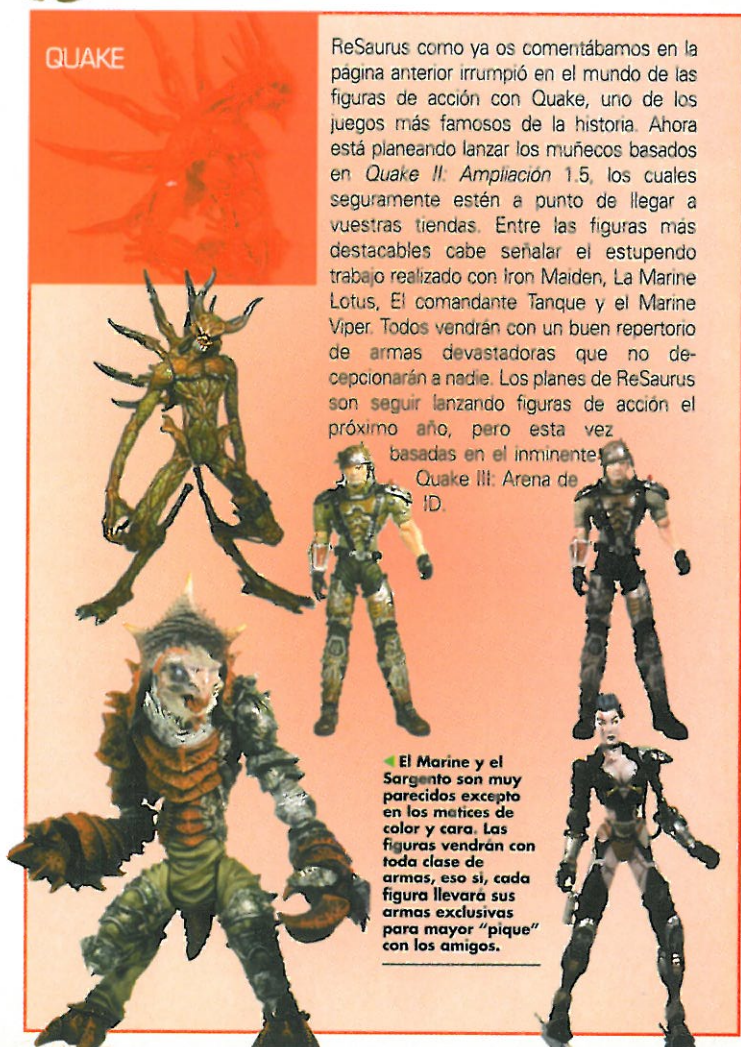 QUAKE
ReSaurus como ya os comentábamos en la
página anterior irrumpió en el mundo de las
figuras de acción con Quake, uno de los
juegos más famosos de la historia. Ahora
está planeando lanzar los muñecos basados
en Quake II: Ampliación 1.5, los cuales
seguramente estén a punto de llegar a
vuestras tiendas. Entre las figuras más
destacables cabe señalar el estupendo
trabajo realizado con Iron Maiden, La Marine
Lotus, El comandante Tanque y el Marine
Viper. Todos vendrán con un buen repertorio
de armas devastadoras que no de-
cepcionarán a nadie. Los planes de ReSaurus
son seguir lanzando figuras de acción el
próximo año, pero esta vez
basadas en el inminente
Quake III: Arena de
ID.
El Marine y el
Sargento son muy
parecidos excepto
en los matices de
color y cara. Las
figuras vendrán con
toda clase de
armas, eso si, cada
figura llevará sus
armas exclusivas
para mayor "pique"
con los amigos.